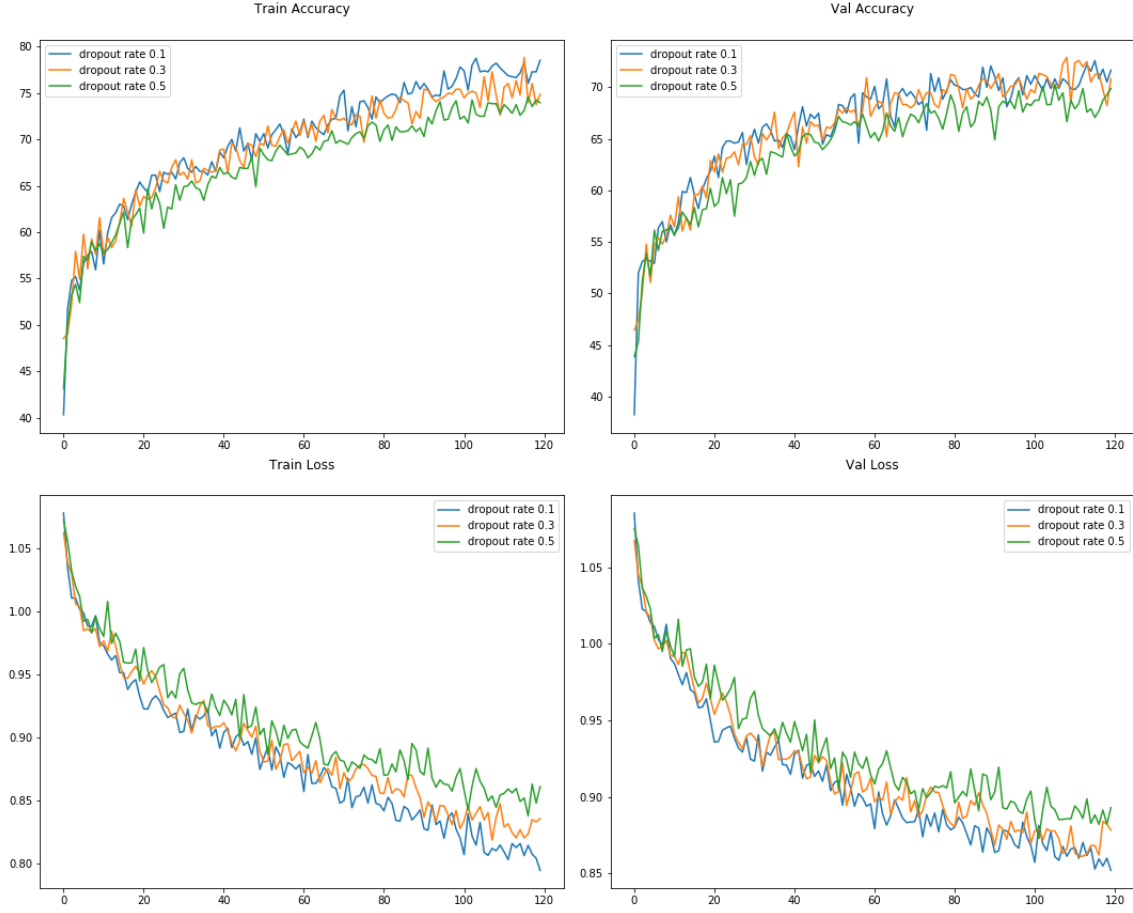 Train Accuracy
80
75
70
65
60
55
50
45
40
dropout rate 0.1
dropout rate 0.3
dropout rate 0.5
0 20 40 60 80 100 120
Val Accuracy
70
65
60
55
50
45
40
dropout rate 0.1
dropout rate 0.3
dropout rate 0.5
0 20 40 60 80 100 120
Train Loss
1.05
1.00
0.95
0.90
0.85
0.80
dropout rate 0.1
dropout rate 0.3
dropout rate 0.5
0 20 40 60 80 100 120
Val Loss
1.05
1.00
0.95
0.90
0.85
dropout rate 0.1
dropout rate 0.3
dropout rate 0.5
0 20 40 60 80 100 120